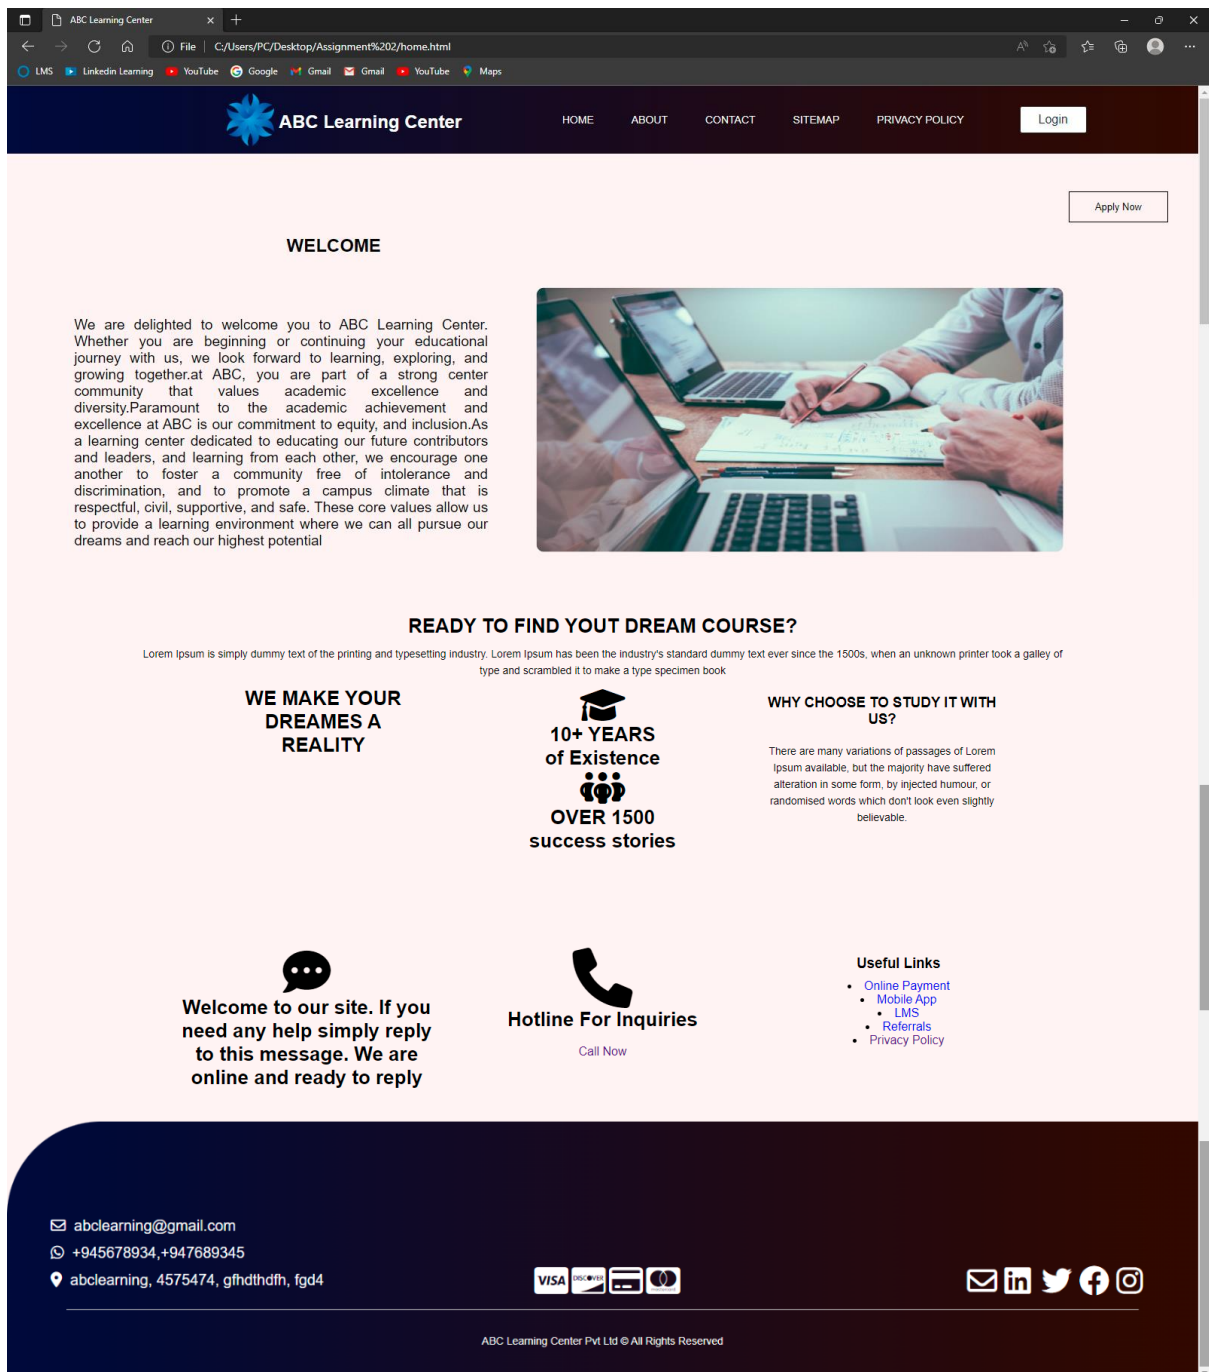 ABC Learning Center
File | C:/Users/PC/Desktop/Assignment%202/home.html
LMS Linkedin Learning YouTube Google Gmail Gmail YouTube Maps
ABC Learning Center HOME ABOUT CONTACT SITEMAP PRIVACY POLICY Login
Apply Now
WELCOME
We are delighted to welcome you to ABC Learning Center.
Whether you are beginning or continuing your educational
journey with us, we look forward to learning, exploring, and
growing together.at ABC, you are part of a strong center
community that values academic excellence and
diversity.Paramount to the academic achievement and
excellence at ABC is our commitment to equity, and inclusion.As
a learning center dedicated to educating our future contributors
and leaders, and learning from each other, we encourage one
another to foster a community free of intolerance and
discrimination, and to promote a campus climate that is
respectful, civil, supportive, and safe. These core values allow us
to provide a learning environment where we can all pursue our
dreams and reach our highest potential
READY TO FIND YOUT DREAM COURSE?
Lorem Ipsum is simply dummy text of the printing and typesetting industry. Lorem Ipsum has been the industry's standard dummy text ever since the 1500s, when an unknown printer took a galley of
type and scrambled it to make a type specimen book
WE MAKE YOUR
DREAMES A
REALITY
10+ YEARS
of Existence
OVER 1500
success stories
WHY CHOOSE TO STUDY IT WITH
US?
There are many variations of passages of Lorem
Ipsum available, but the majority have suffered
alteration in some form, by injected humour, or
randomised words which don't look even slightly
believable.
Welcome to our site. If you
need any help simply reply
to this message. We are
online and ready to reply
Hotline For Inquiries
Call Now
Useful Links
• Online Payment
• Mobile App
• LMS
• Referrals
• Privacy Policy
abclearning@gmail.com
+945678934,+947689345
abclearning, 4575474, gfhdthdfh, fgd4
VISA DISCOVER
ABC Learning Center Pvt Ltd © All Rights Reserved